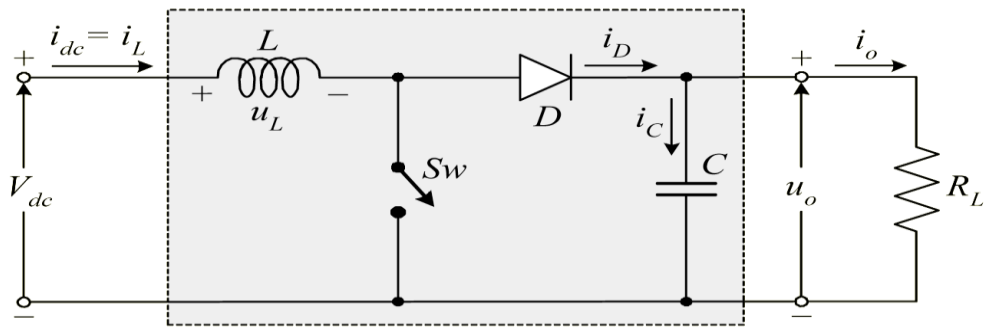 i_dc = i_L
L
i_D
i_o
+
+
+
−
u_L
D
i_C
Sw
C
V_dc
u_o
R_L
−
−